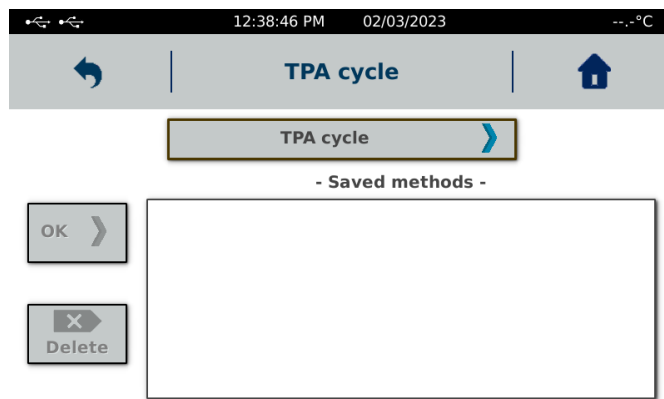 12:38:46 PM 02/03/2023 --.-°C
TPA cycle
TPA cycle
- Saved methods -
OK
Delete